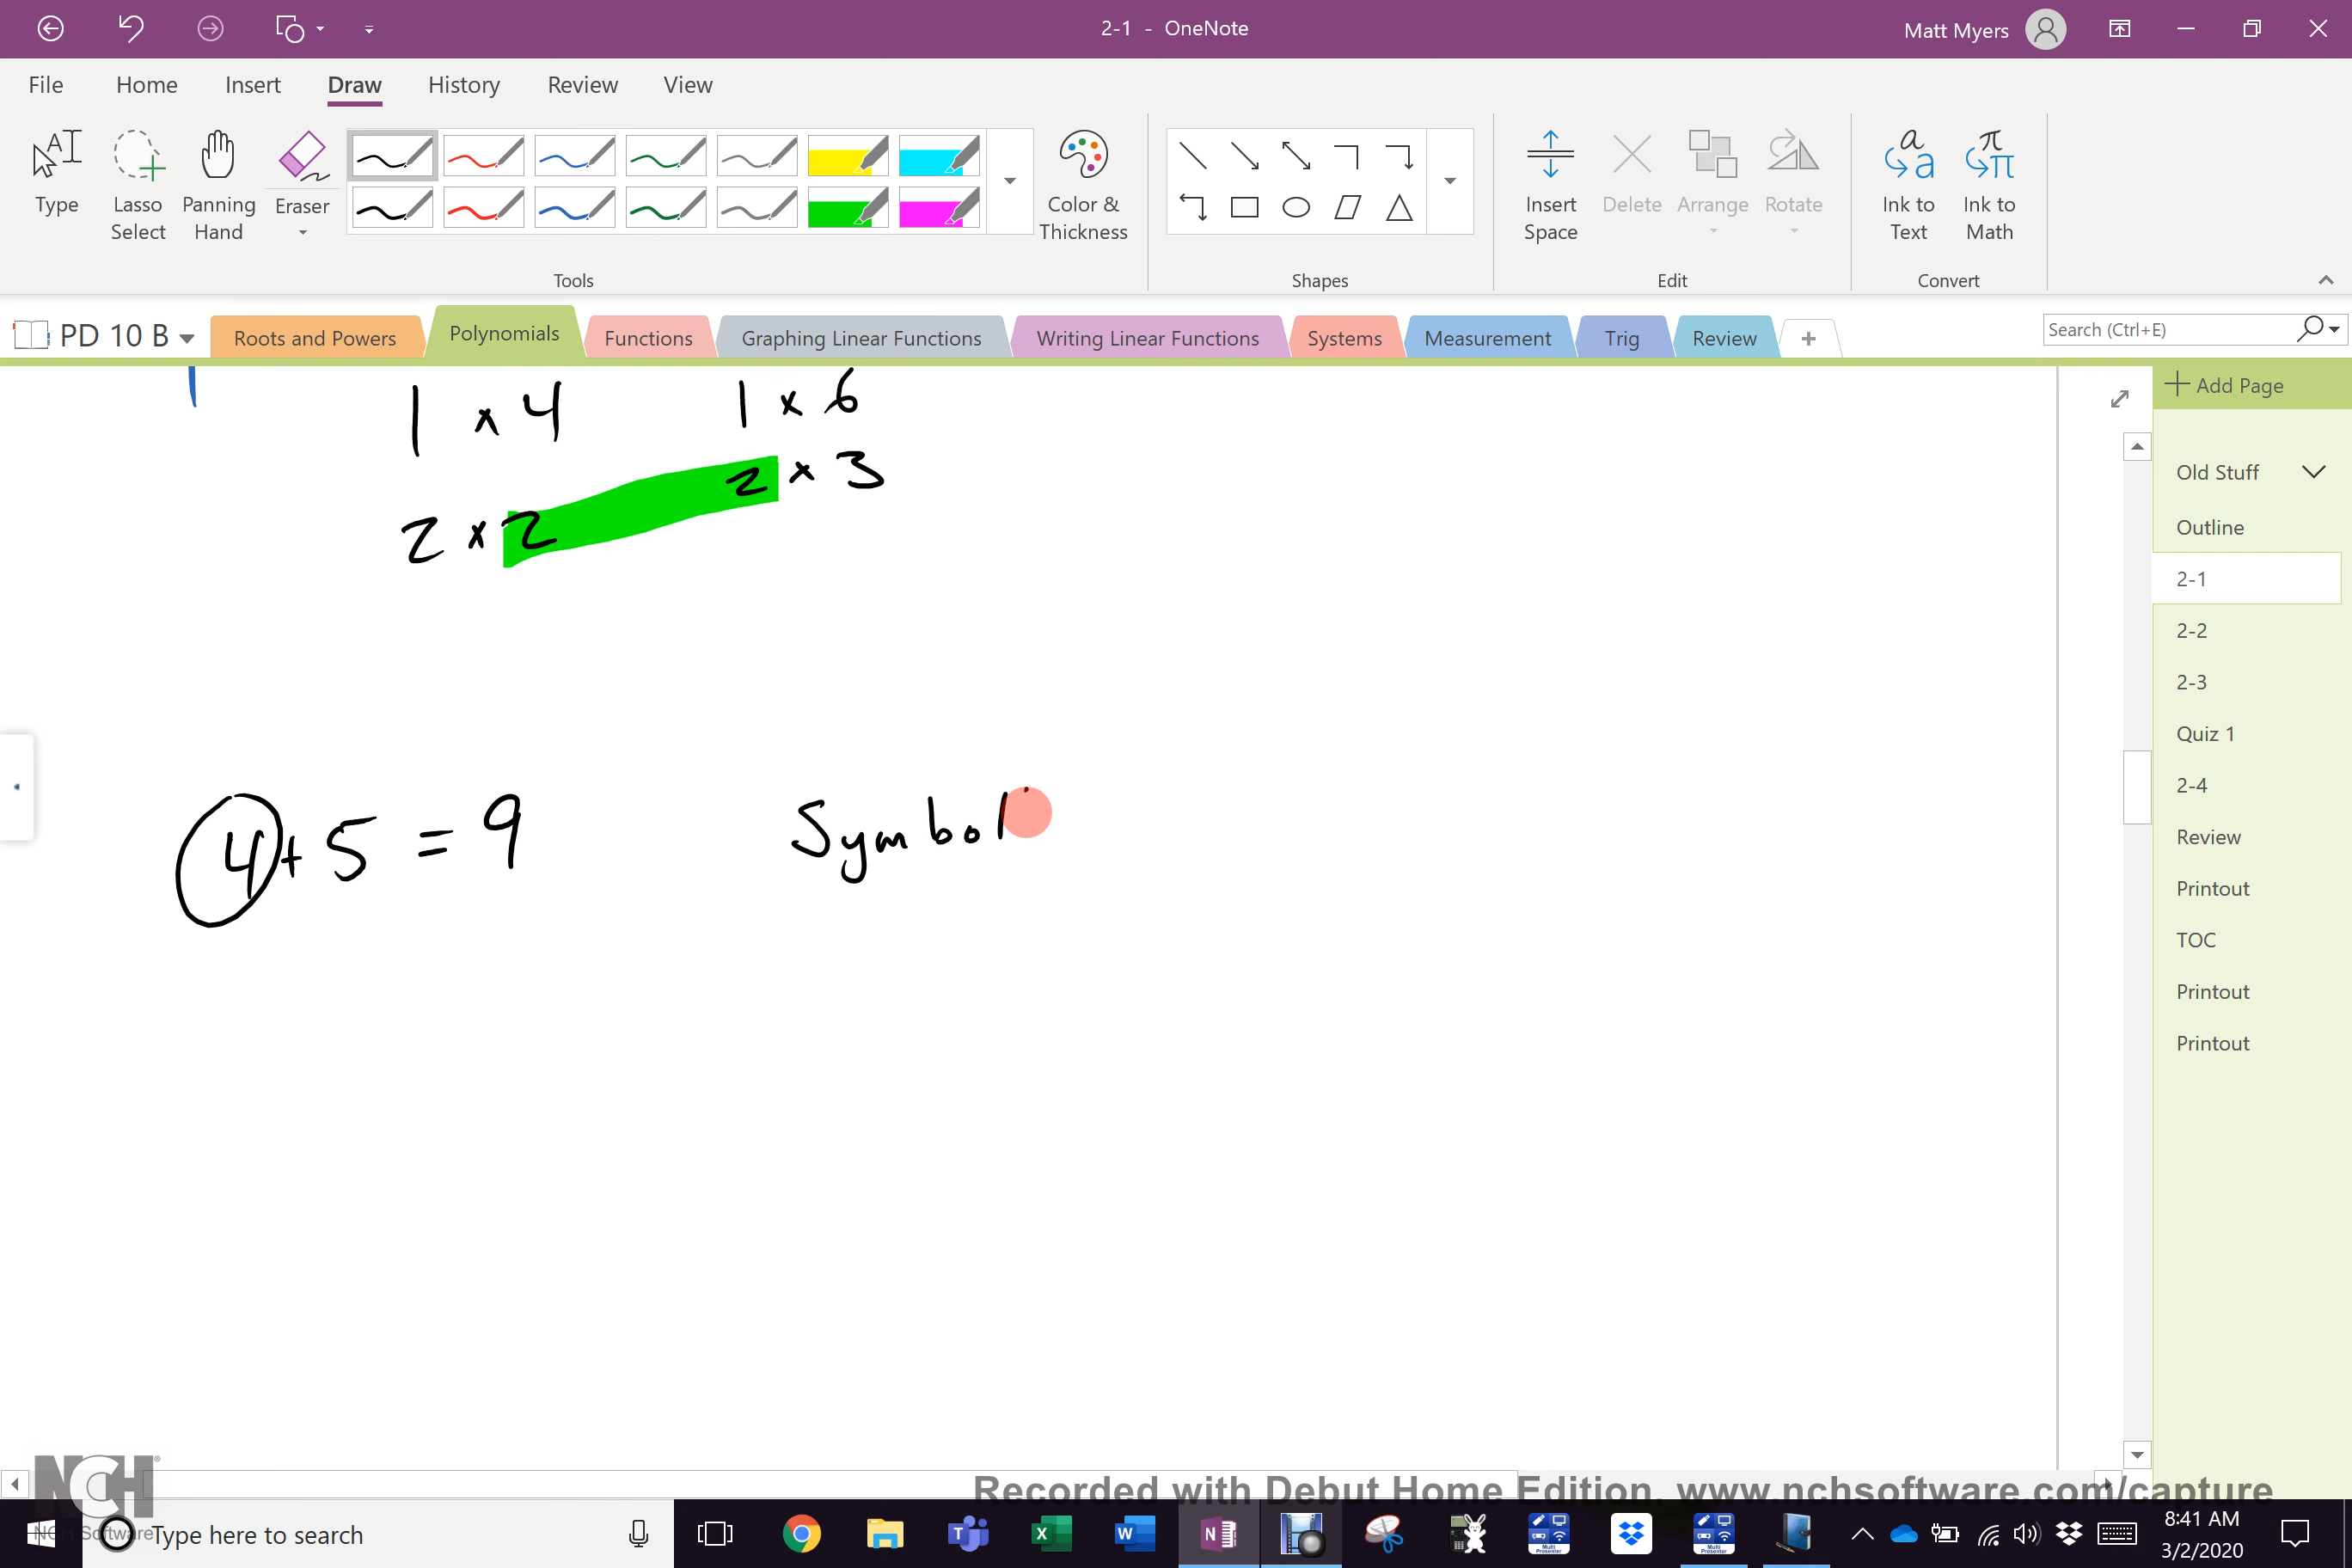 2-1 - OneNote
Matt Myers
File Home Insert Draw History Review View
Type
Lasso Select
Panning Hand
Eraser
Color & Thickness
Insert Space
Delete
Arrange
Rotate
Ink to Text
Ink to Math
Tools
Shapes
Edit
Convert
PD 10 B
Roots and Powers
Polynomials
Functions
Graphing Linear Functions
Writing Linear Functions
Systems
Measurement
Trig
Review
Search (Ctrl+E)
Add Page
Old Stuff
Outline
2-1
2-2
2-3
Quiz 1
2-4
Review
Printout
TOC
Printout
Printout
1 x 4
1 x 6
2 x 3
2 x 2
4 + 5 = 9
Symbol
NCH
NCH Software
Recorded with Debut Home Edition. www.nchsoftware.com/capture
Type here to search
8:41 AM
3/2/2020